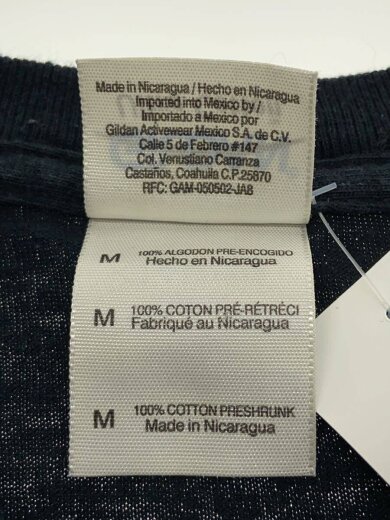 Made in Nicaragua / Hecho en Nicaragua
Imported into Mexico by /
Importado a Mexico por
Gildan Activewear Mexico S.A. de C.V.
Calle 5 de Febrero #147
Col. Venustiano Carranza
Castaños, Coahuila C.P.25870
RFC: GAM-050502-JA8
M 100% ALGODON PRE-ENCOGIDO
Hecho en Nicaragua
M 100% COTON PRÉ-RÉTRÉCI
Fabriqué au Nicaragua
M 100% COTTON PRESHRUNK
Made in Nicaragua